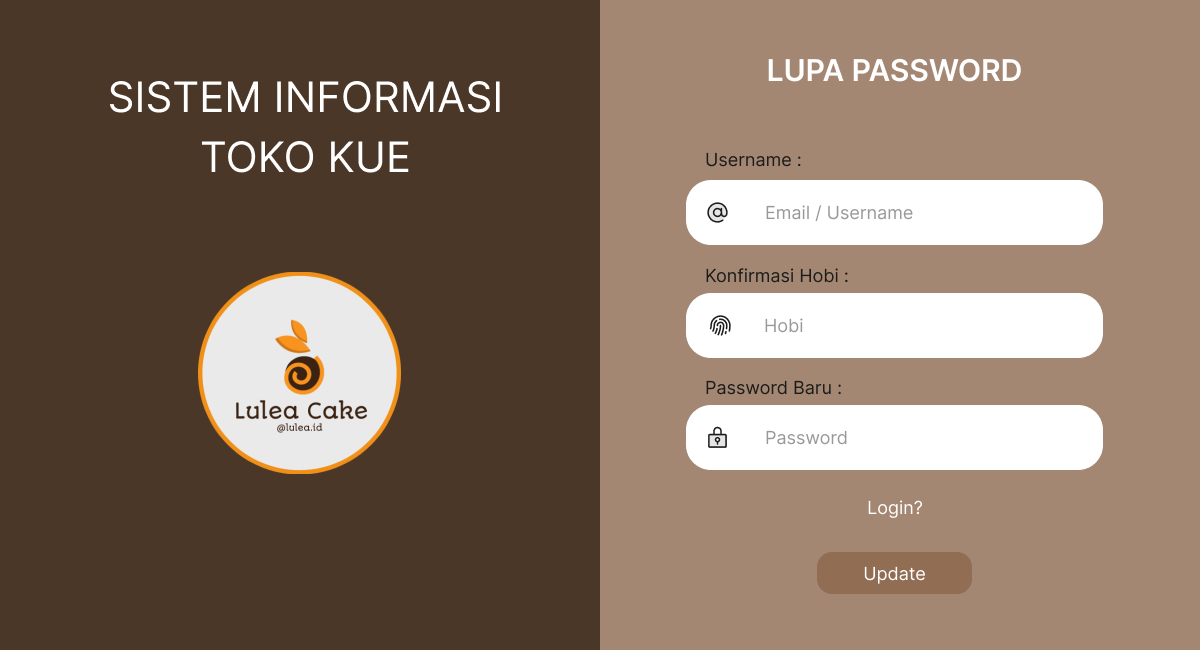 SISTEM INFORMASI
TOKO KUE
Lulea Cake
@lulea.id
LUPA PASSWORD
Username :
Email / Username
Konfirmasi Hobi :
Hobi
Password Baru :
Password
Login?
Update